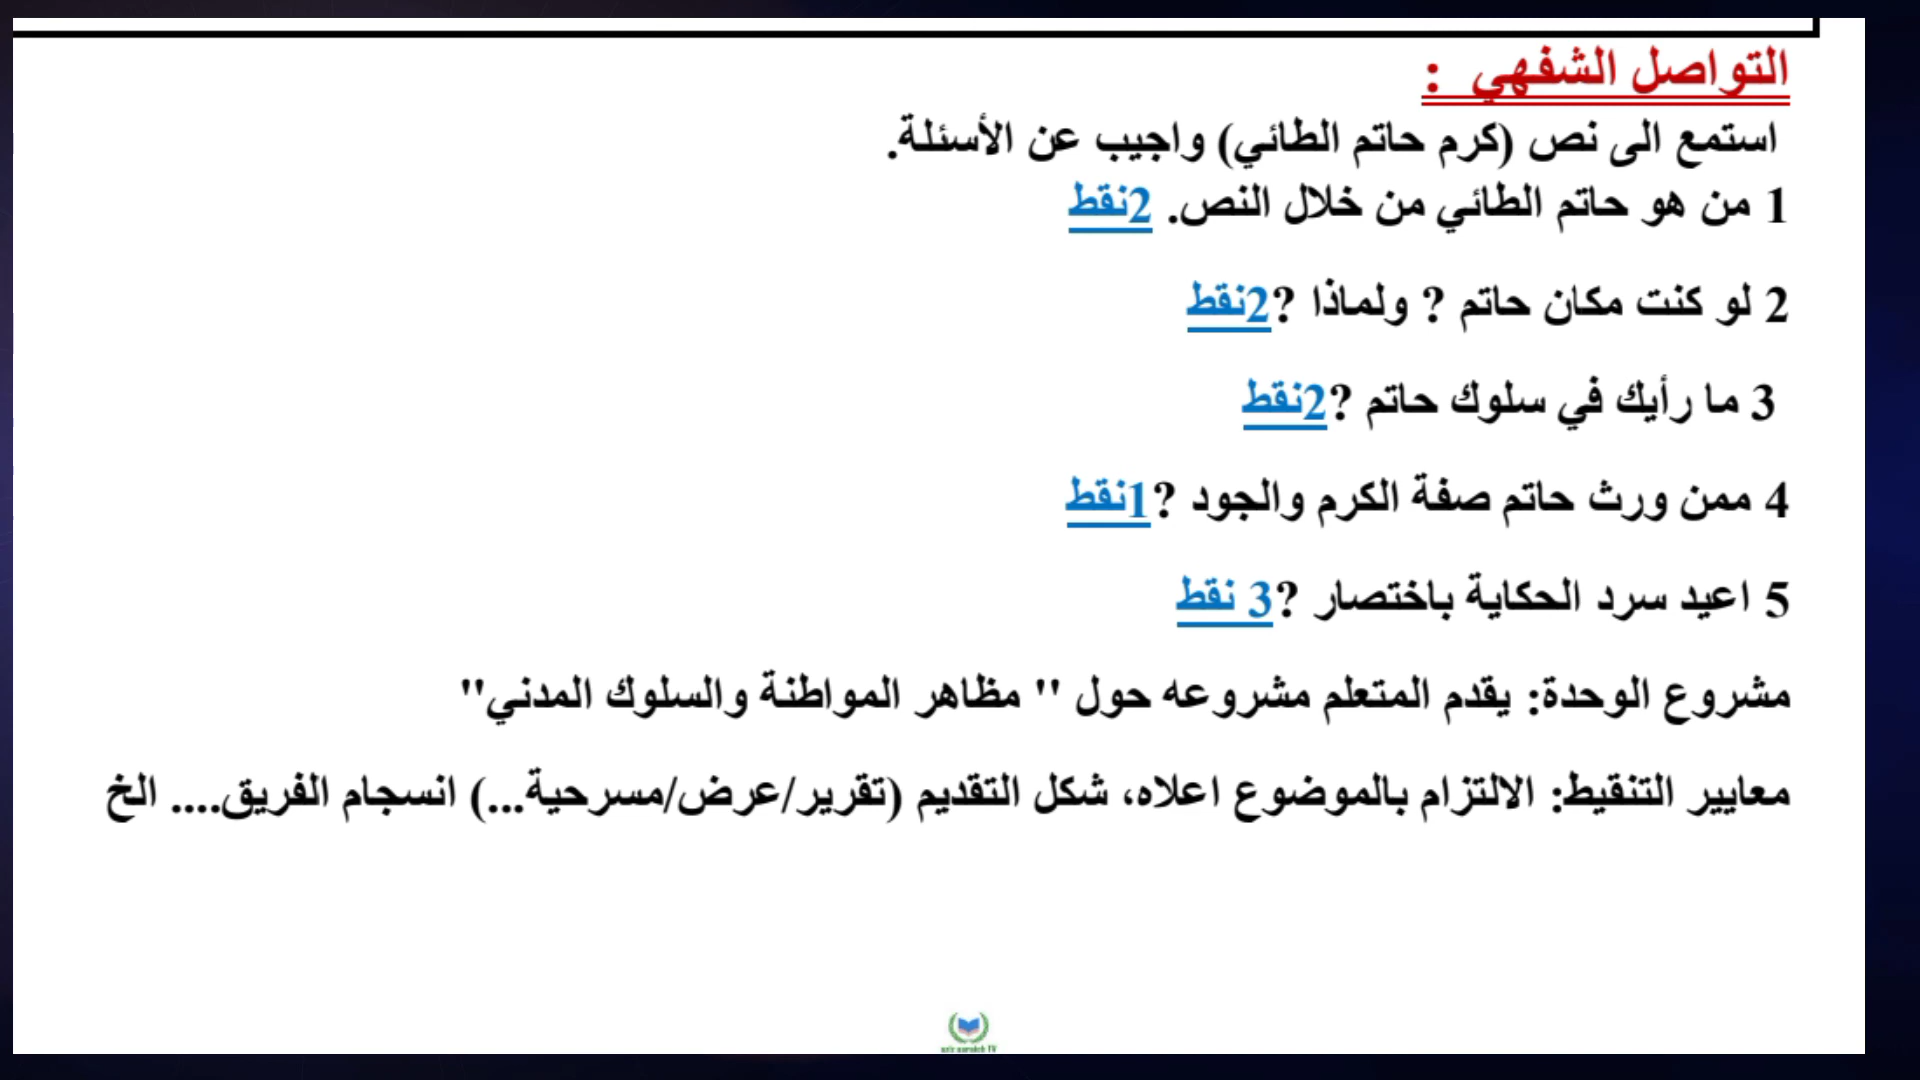 التواصل الشفهي :
استمع الى نص (كرم حاتم الطائي) واجيب عن الأسئلة.
1 من هو حاتم الطائي من خلال النص. 2نقط
2 لو كنت مكان حاتم ? ولماذا ?2نقط
3 ما رأيك في سلوك حاتم ?2نقط
4 ممن ورث حاتم صفة الكرم والجود ?1نقط
5 اعيد سرد الحكاية باختصار ?3 نقط
مشروع الوحدة: يقدم المتعلم مشروعه حول '' مظاهر المواطنة والسلوك المدني''
معايير التنقيط: الالتزام بالموضوع اعلاه، شكل التقديم (تقرير/عرض/مسرحية...) انسجام الفريق.... الخ